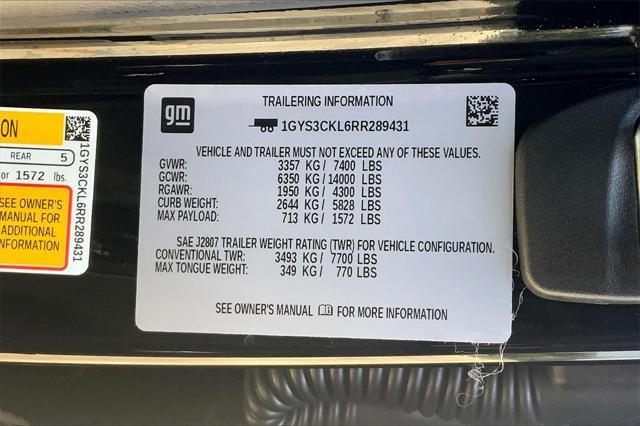 ON
REAR 5
or 1572 lbs.
SEE OWNER'S
MANUAL FOR
ADDITIONAL
INFORMATION
1GYS3CKL6RR289431
gm
TRAILERING INFORMATION
1GYS3CKL6RR289431
VEHICLE AND TRAILER MUST NOT EXCEED ANY OF THESE VALUES.
GVWR: 3357 KG / 7400 LBS
GCWR: 6350 KG / 14000 LBS
RGAWR: 1950 KG / 4300 LBS
CURB WEIGHT: 2644 KG / 5828 LBS
MAX PAYLOAD: 713 KG / 1572 LBS
SAE J2807 TRAILER WEIGHT RATING (TWR) FOR VEHICLE CONFIGURATION.
CONVENTIONAL TWR: 3493 KG / 7700 LBS
MAX TONGUE WEIGHT: 349 KG / 770 LBS
SEE OWNER'S MANUAL FOR MORE INFORMATION